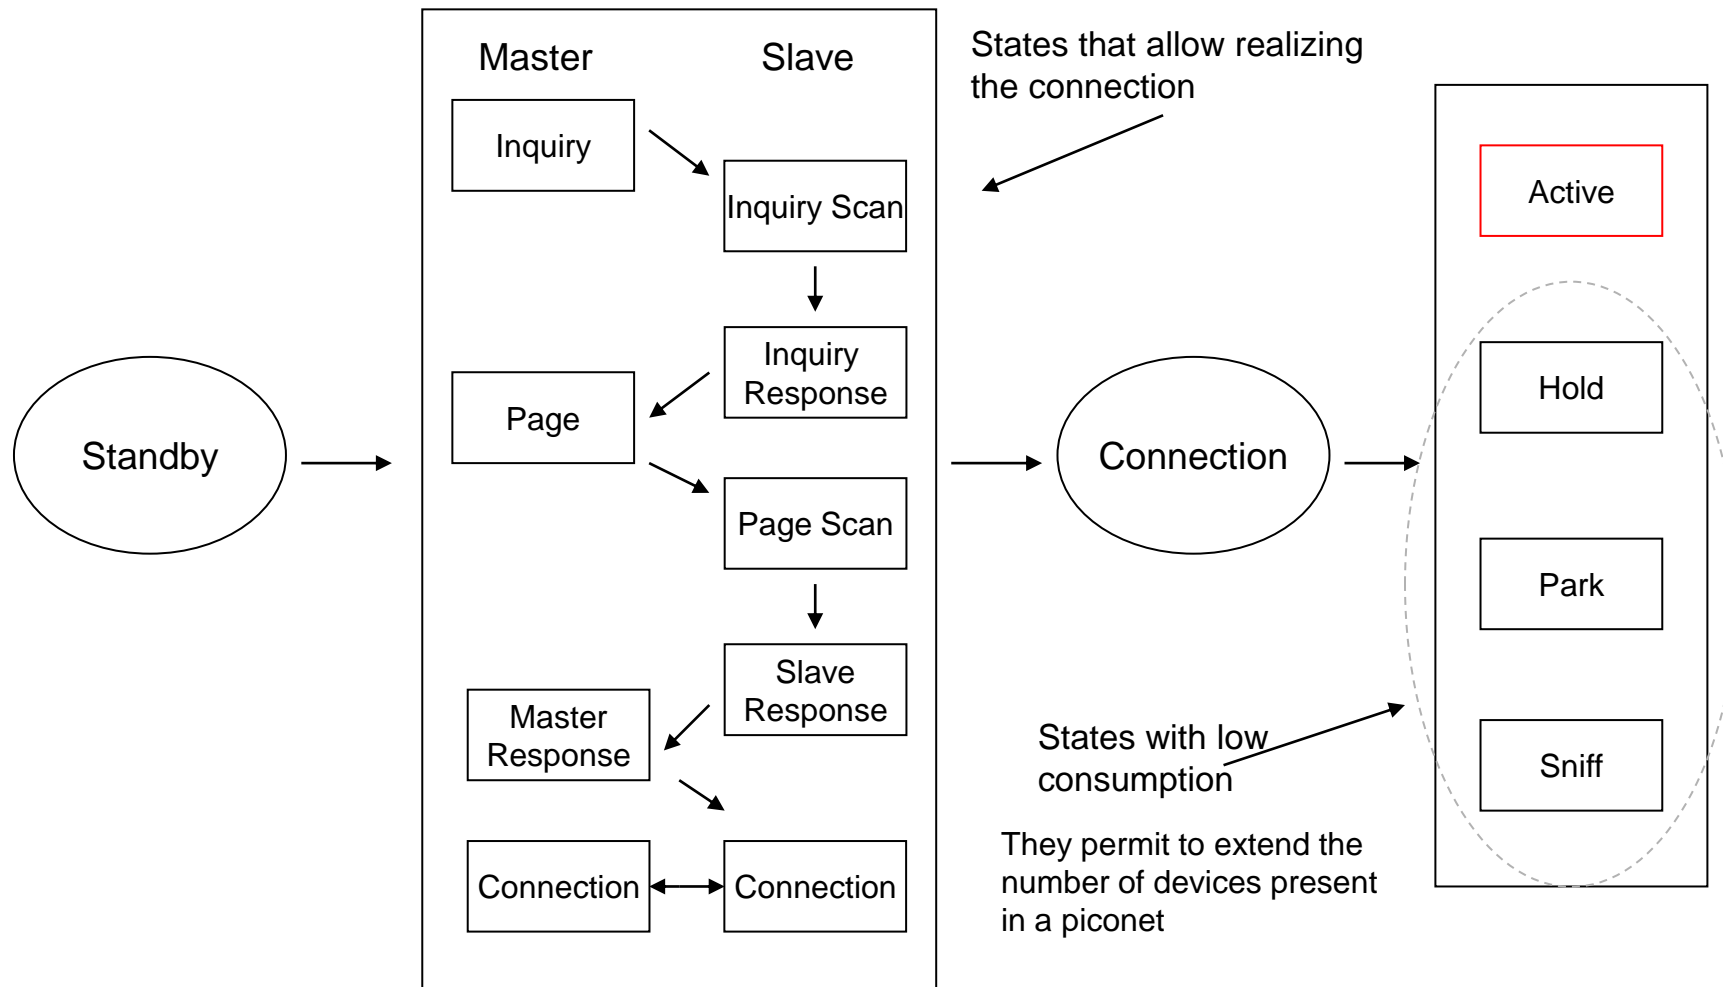 Master
Slave
States that allow realizing
the connection
Inquiry
Inquiry Scan
Active
Inquiry
Response
Hold
Page
Standby
Connection
Page Scan
Park
Slave
Response
Master
Response
States with low
consumption
Sniff
They permit to extend the
number of devices present
in a piconet
Connection
Connection